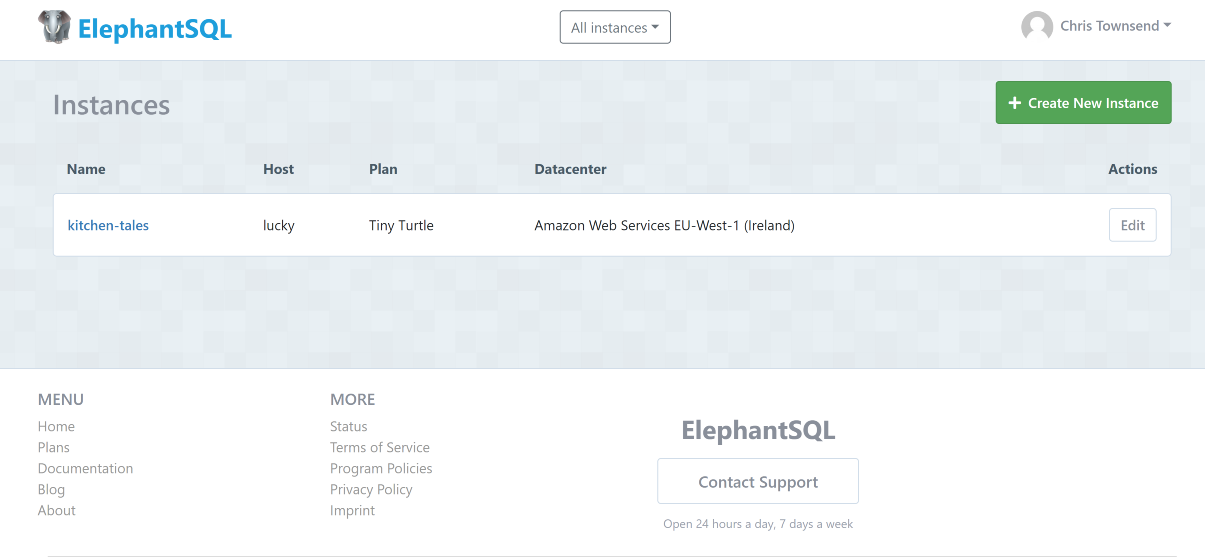 ElephantSQL
All instances
Chris Townsend
Instances
+ Create New Instance
Name Host Plan Datacenter Actions
kitchen-tales lucky Tiny Turtle Amazon Web Services EU-West-1 (Ireland) Edit
MENU
Home
Plans
Documentation
Blog
About
MORE
Status
Terms of Service
Program Policies
Privacy Policy
Imprint
ElephantSQL
Contact Support
Open 24 hours a day, 7 days a week